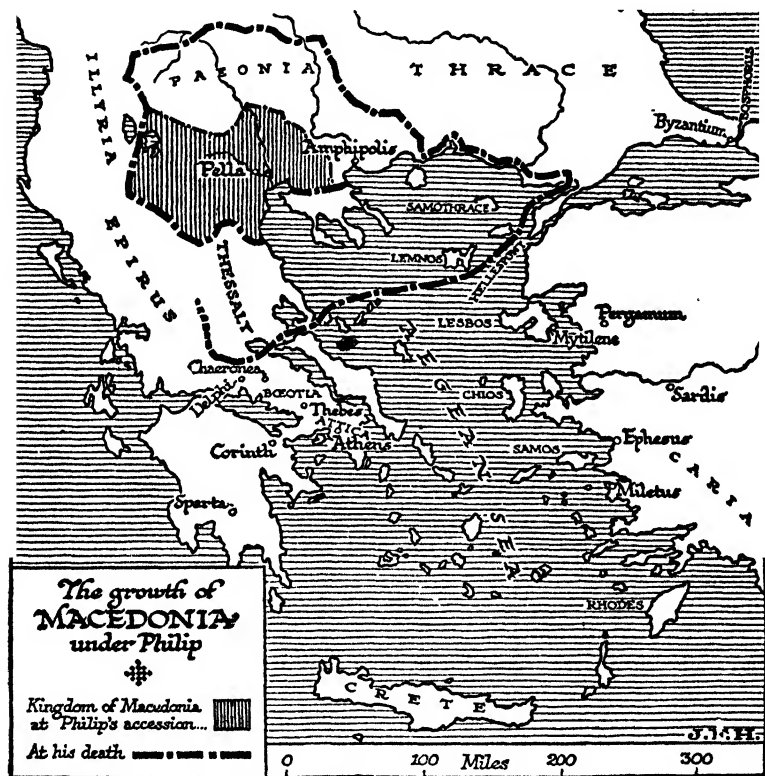 ILLYRIA
PAEONIA
THRACE
BOSPHORUS
Byzantium
Amphipolis
Pella
SAMOTHRACE
EPIRUS
THESSALY
LEMNOS
HELLESPONT
LESBOS
Pergamum
Mytilene
AEGEAN SEA
Chaeronea
Delphi
BŒOTIA
Thebes
ATTICA
Athens
Corinth
CHIOS
Sardis
Ephesus
SAMOS
CARIA
Miletus
Sparta
RHODES
CRETE
The growth of
MACEDONIA
under Philip
Kingdom of Macedonia
at Philip's accession...
At his death
J.F.H.
0 100 Miles 200 300